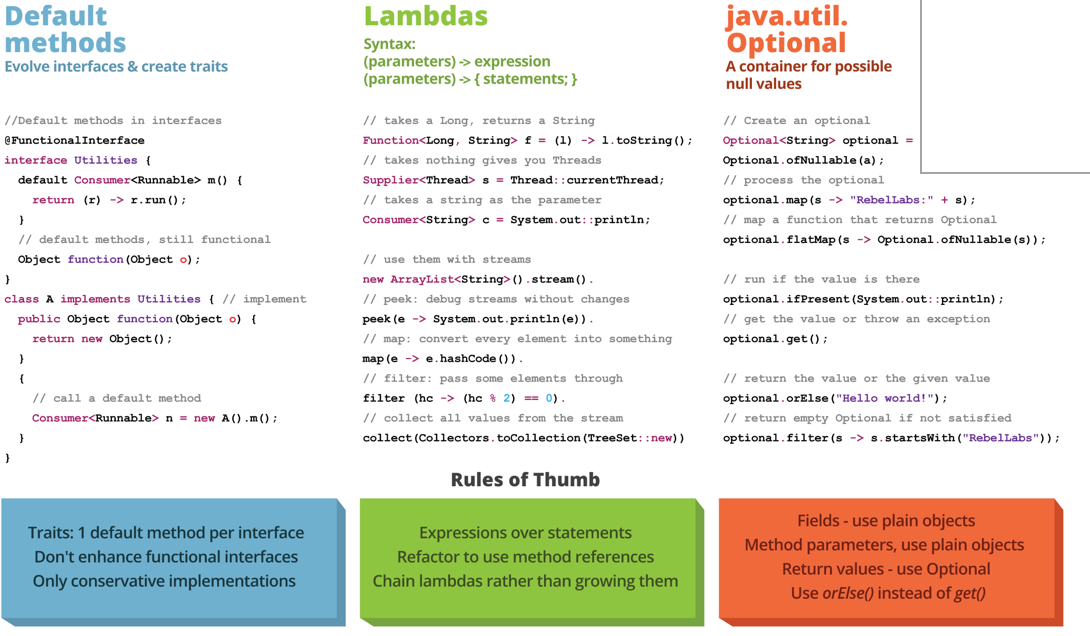 Default
methods
Evolve interfaces & create traits
//Default methods in interfaces
@FunctionalInterface
interface Utilities {
  default Consumer<Runnable> m() {
    return (r) -> r.run();
  }
  // default methods, still functional
  Object function(Object o);
}
class A implements Utilities { // implement
  public Object function(Object o) {
    return new Object();
  }
  {
    // call a default method
    Consumer<Runnable> n = new A().m();
  }
}
Lambdas
Syntax:
(parameters) -> expression
(parameters) -> { statements; }
// takes a Long, returns a String
Function<Long, String> f = (l) -> l.toString();
// takes nothing gives you Threads
Supplier<Thread> s = Thread::currentThread;
// takes a string as the parameter
Consumer<String> c = System.out::println;
// use them with streams
new ArrayList<String>().stream().
// peek: debug streams without changes
peek(e -> System.out.println(e)).
// map: convert every element into something
map(e -> e.hashCode()).
// filter: pass some elements through
filter (hc -> (hc % 2) == 0).
// collect all values from the stream
collect(Collectors.toCollection(TreeSet::new))
java.util.
Optional
A container for possible
null values
// Create an optional
Optional<String> optional =
Optional.ofNullable(a);
// process the optional
optional.map(s -> "RebelLabs:" + s);
// map a function that returns Optional
optional.flatMap(s -> Optional.ofNullable(s));
// run if the value is there
optional.ifPresent(System.out::println);
// get the value or throw an exception
optional.get();
// return the value or the given value
optional.orElse("Hello world!");
// return empty Optional if not satisfied
optional.filter(s -> s.startsWith("RebelLabs"));
Rules of Thumb
Traits: 1 default method per interface
Don't enhance functional interfaces
Only conservative implementations
Expressions over statements
Refactor to use method references
Chain lambdas rather than growing them
Fields - use plain objects
Method parameters, use plain objects
Return values - use Optional
Use orElse() instead of get()